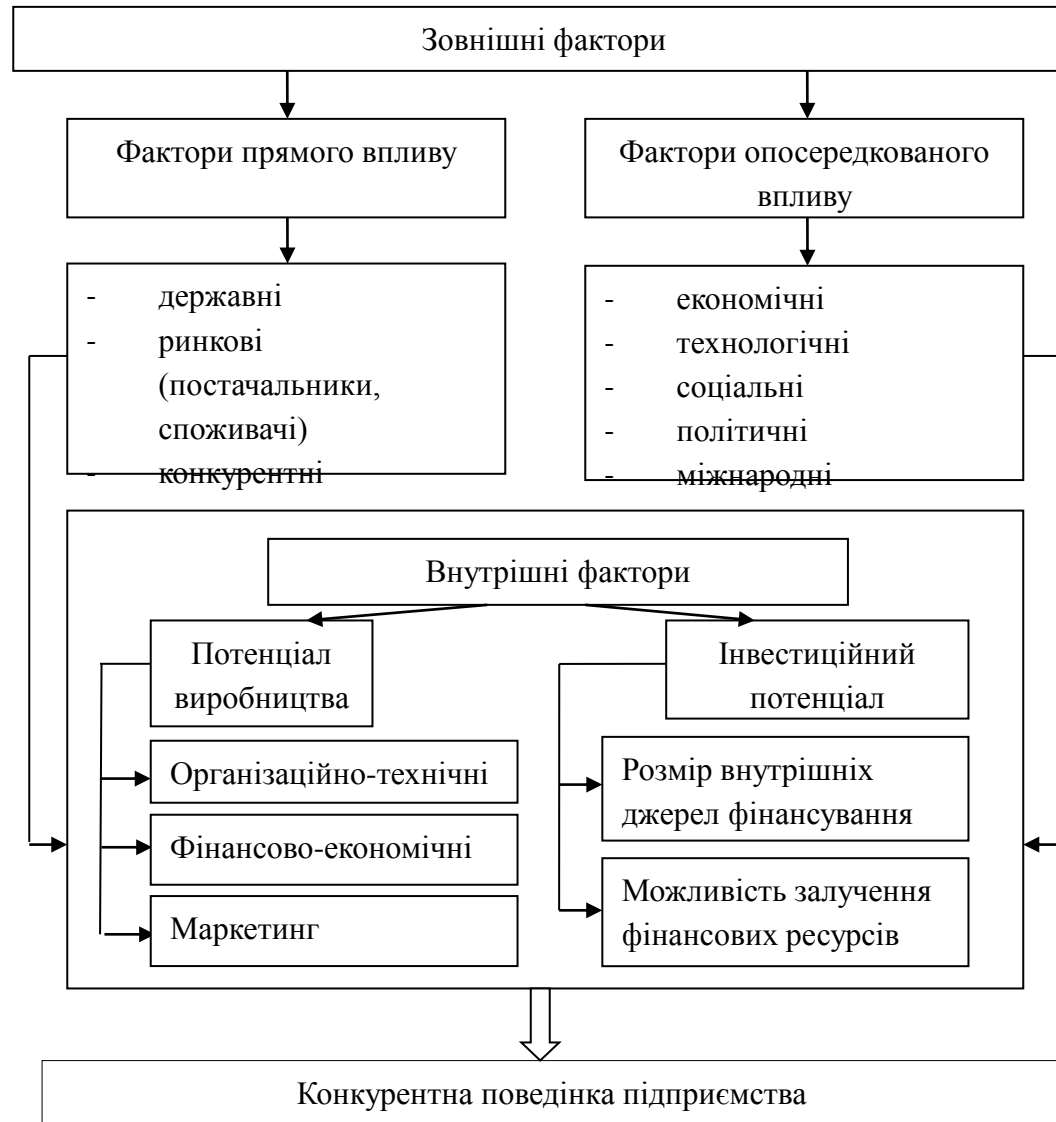 Зовнішні фактори
Фактори прямого впливу
Фактори опосередкованого
впливу
- державні
- ринкові
(постачальники,
споживачі)
- конкурентні
- економічні
- технологічні
- соціальні
- політичні
- міжнародні
Внутрішні фактори
Потенціал
виробництва
Інвестиційний
потенціал
Організаційно-технічні
Фінансово-економічні
Маркетинг
Розмір внутрішніх
джерел фінансування
Можливість залучення
фінансових ресурсів
Конкурентна поведінка підприємства